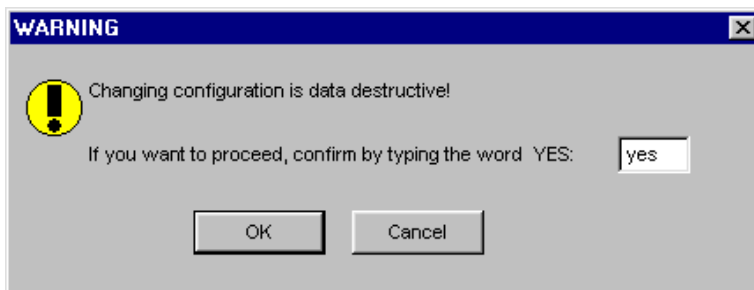 WARNING
Changing configuration is data destructive!
If you want to proceed, confirm by typing the word YES: yes
OK Cancel